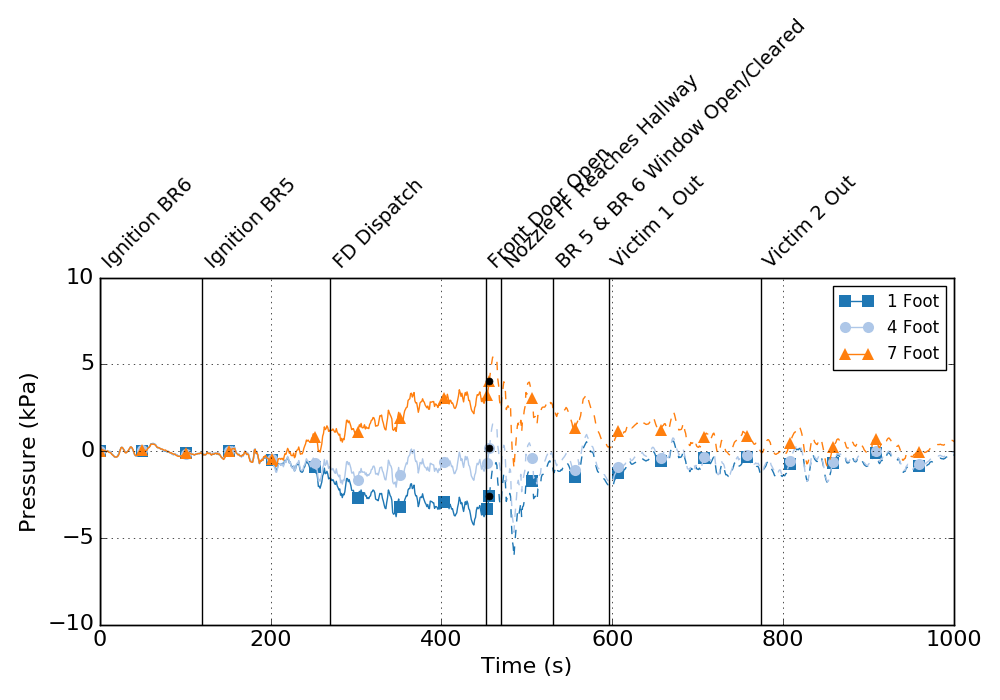 Ignition BR6
Ignition BR5
FD Dispatch
Front Door Open
Nozzle FF Reaches Hallway
BR 5 & BR 6 Window Open/Cleared
Victim 1 Out
Victim 2 Out
10
5
0
−5
−10
Pressure (kPa)
1 Foot
4 Foot
7 Foot
0 200 400 600 800 1000
Time (s)